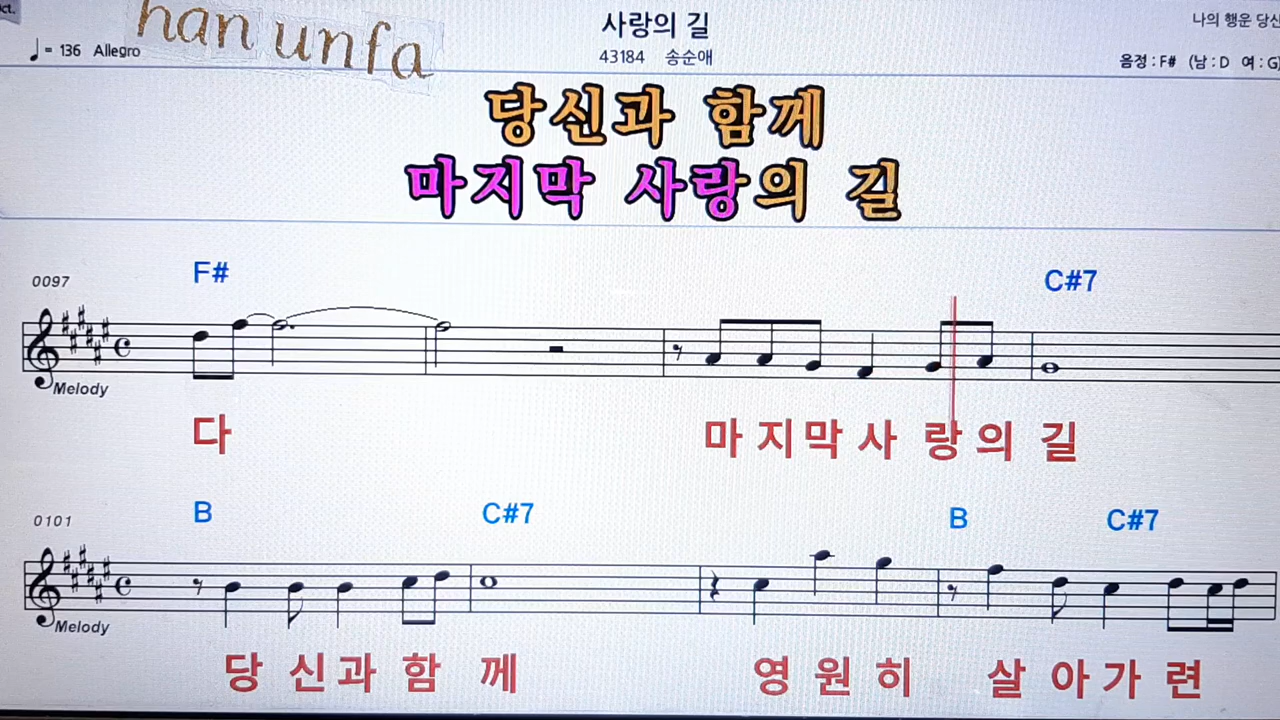 ct.
han unfa
사랑의 길
나의 행운 당신
♩= 136 Allegro
43184 송순애
음정 : F# (남 : D 여 : G)
당신과 함께
마지막 사랑의 길
0097
F# C#7
Melody
다 마 지 막 사 랑 의 길
0101
B C#7 B C#7
Melody
당 신 과 함 께 영 원 히 살 아 가 련